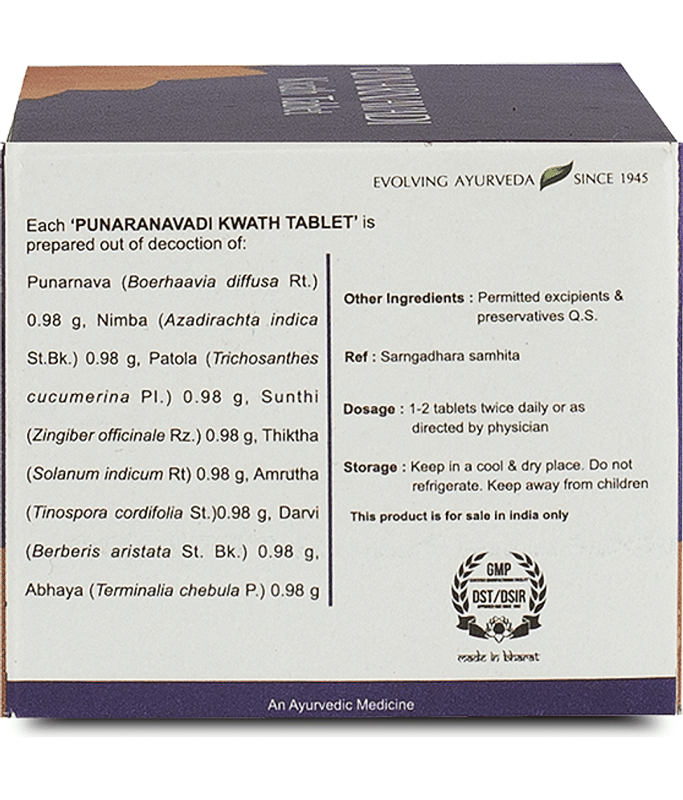 EVOLVING AYURVEDA SINCE 1945
Each 'PUNARANAVADI KWATH TABLET' is
prepared out of decoction of:
Punarnava (Boerhaavia diffusa Rt.)
0.98 g, Nimba (Azadirachta indica
St.Bk.) 0.98 g, Patola (Trichosanthes
cucumerina Pl.) 0.98 g, Sunthi
(Zingiber officinale Rz.) 0.98 g, Thiktha
(Solanum indicum Rt) 0.98 g, Amrutha
(Tinospora cordifolia St.)0.98 g, Darvi
(Berberis aristata St. Bk.) 0.98 g,
Abhaya (Terminalia chebula P.) 0.98 g
Other Ingredients : Permitted excipients &
preservatives Q.S.
Ref : Sarngadhara samhita
Dosage : 1-2 tablets twice daily or as
directed by physician
Storage : Keep in a cool & dry place. Do not
refrigerate. Keep away from children
This product is for sale in india only
GMP
DST/DSIR
made in bharat
An Ayurvedic Medicine